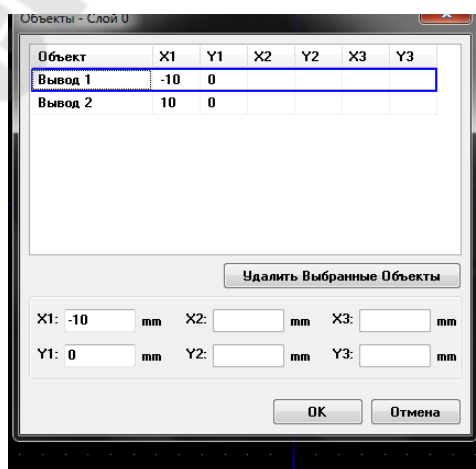 Объекты - Слой 0
Объект X1 Y1 X2 Y2 X3 Y3
Вывод 1 -10 0
Вывод 2 10 0
Удалить Выбранные Объекты
X1: -10 mm X2: mm X3: mm
Y1: 0 mm Y2: mm Y3: mm
OK Отмена